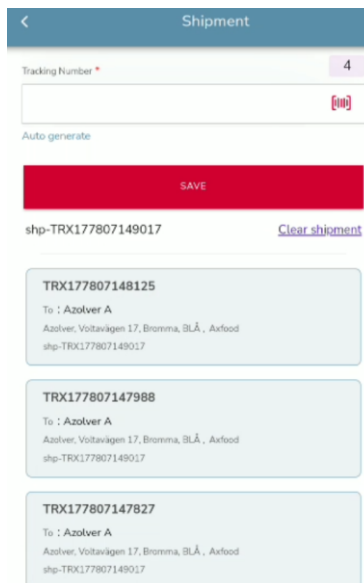 Shipment
Tracking Number *
4
Auto generate
SAVE
shp-TRX177807149017 Clear shipment
TRX177807148125
To : Azolver A
Azolver, Voltavägen 17, Bromma, BLÅ , Axfood
shp-TRX177807149017
TRX177807147988
To : Azolver A
Azolver, Voltavägen 17, Bromma, BLÅ , Axfood
shp-TRX177807149017
TRX177807147827
To : Azolver A
Azolver, Voltavägen 17, Bromma, BLÅ , Axfood
shp-TRX177807149017